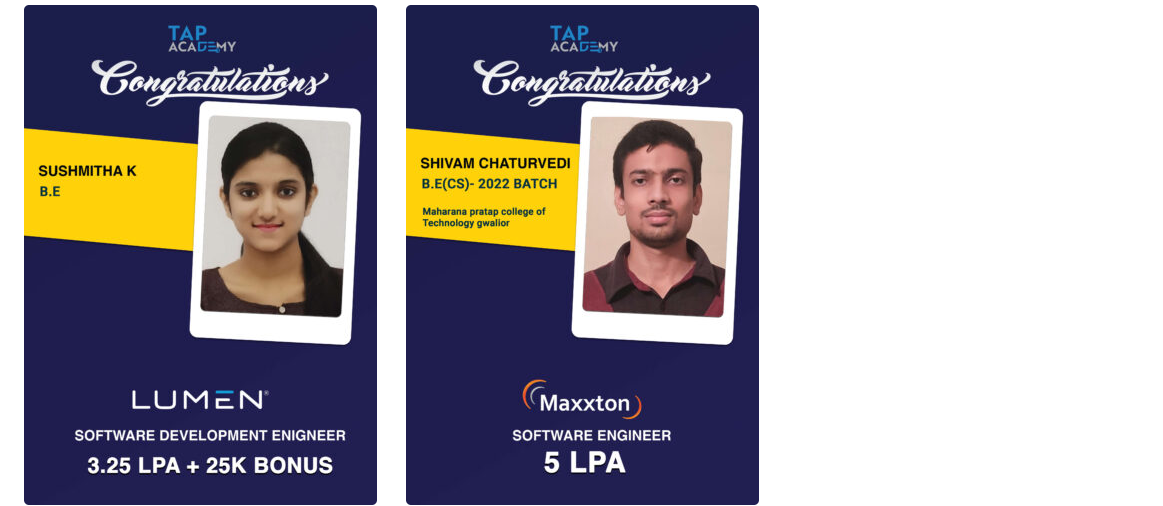 TAP
ACADEMY
Congratulations
SUSHMITHA K
B.E
LUMEN®
SOFTWARE DEVELOPMENT ENIGNEER
3.25 LPA + 25K BONUS
TAP
ACADEMY
Congratulations
SHIVAM CHATURVEDI
B.E(CS)- 2022 BATCH
Maharana pratap college of
Technology gwalior
Maxxton
SOFTWARE ENGINEER
5 LPA